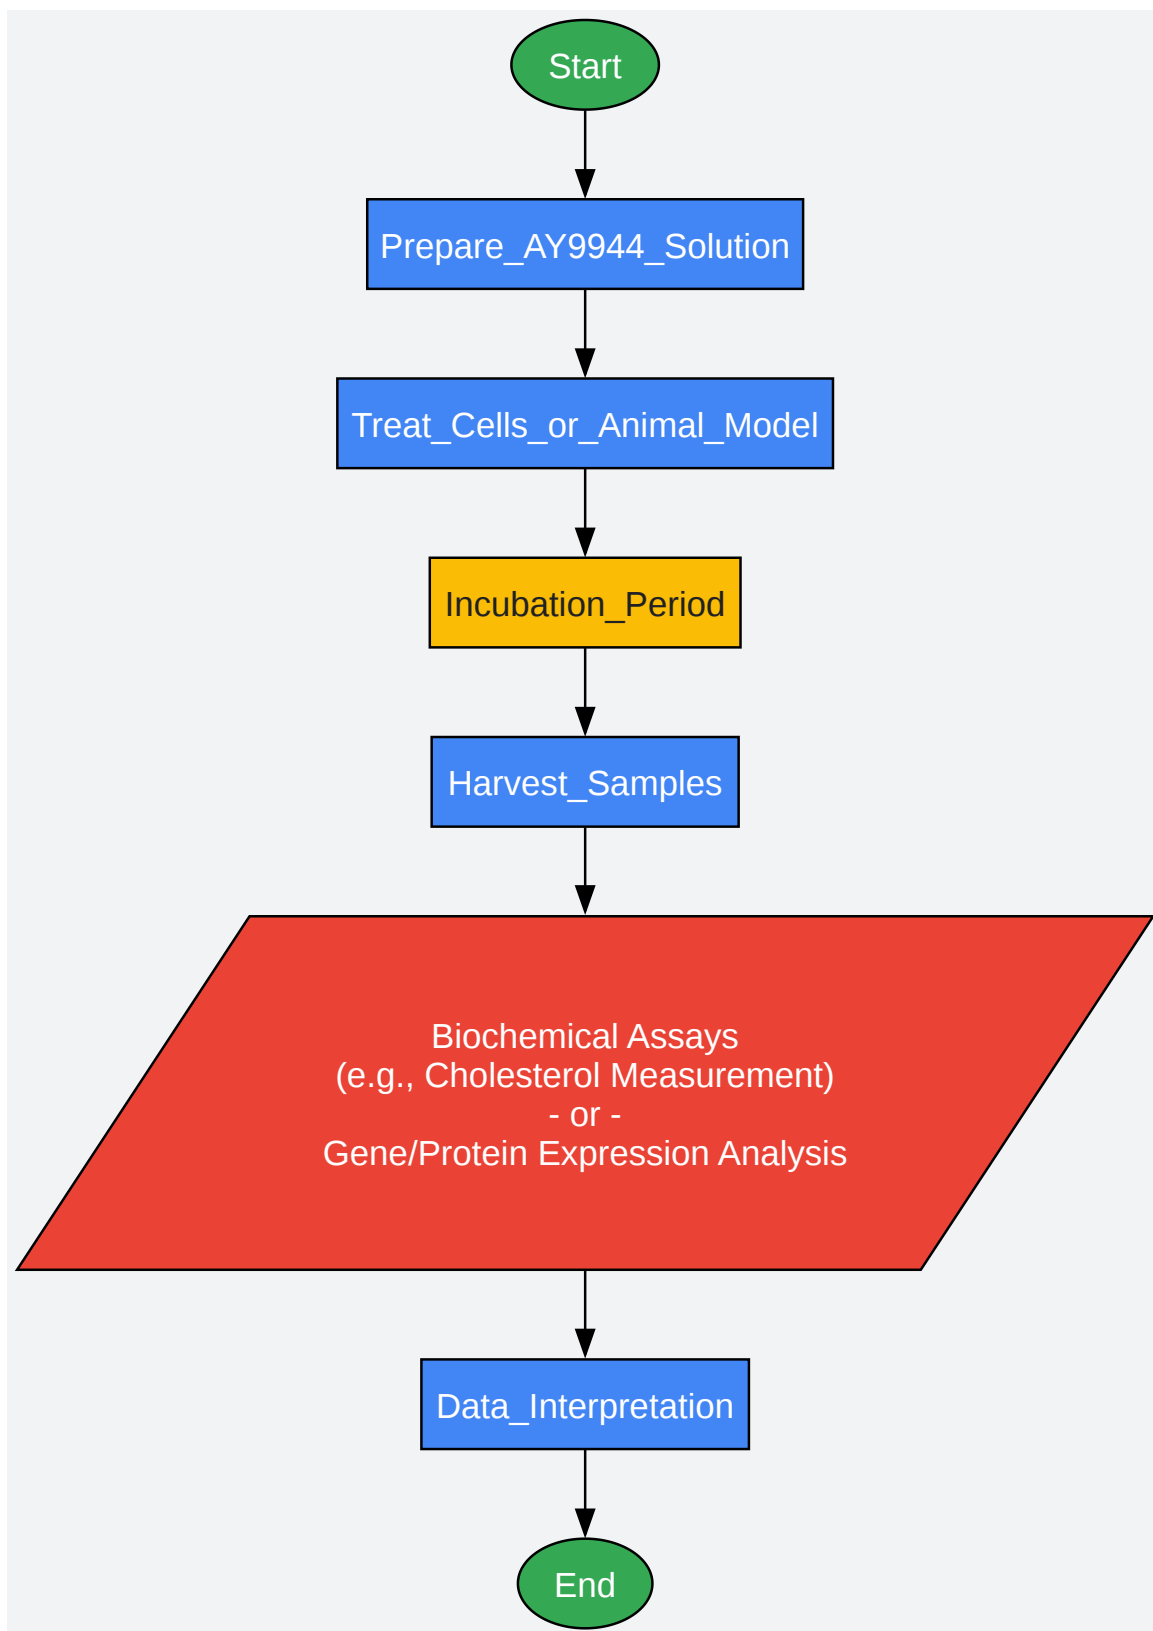 Start
Prepare_AY9944_Solution
Treat_Cells_or_Animal_Model
Incubation_Period
Harvest_Samples
Biochemical Assays
(e.g., Cholesterol Measurement)
- or -
Gene/Protein Expression Analysis
Data_Interpretation
End